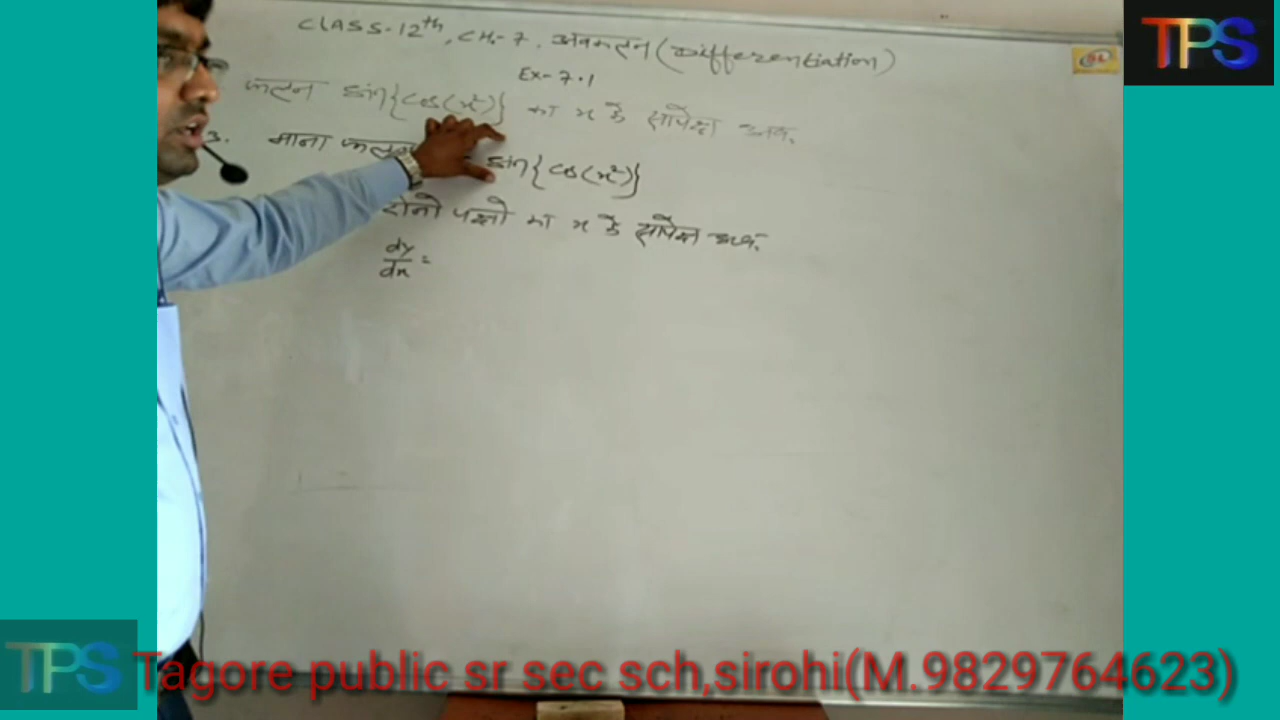 TPS
CLASS-12th, CH-7, अवकलन (Differentiation)
Ex-7.1
फलन sin{cos(x²)} का x के सापेक्ष अव.
3. माना फलन sin{cos(x²)}
दोनो पक्षो का x के सापेक्ष अव.
dy/dx =
TPS Tagore public sr sec sch,sirohi(M.9829764623)